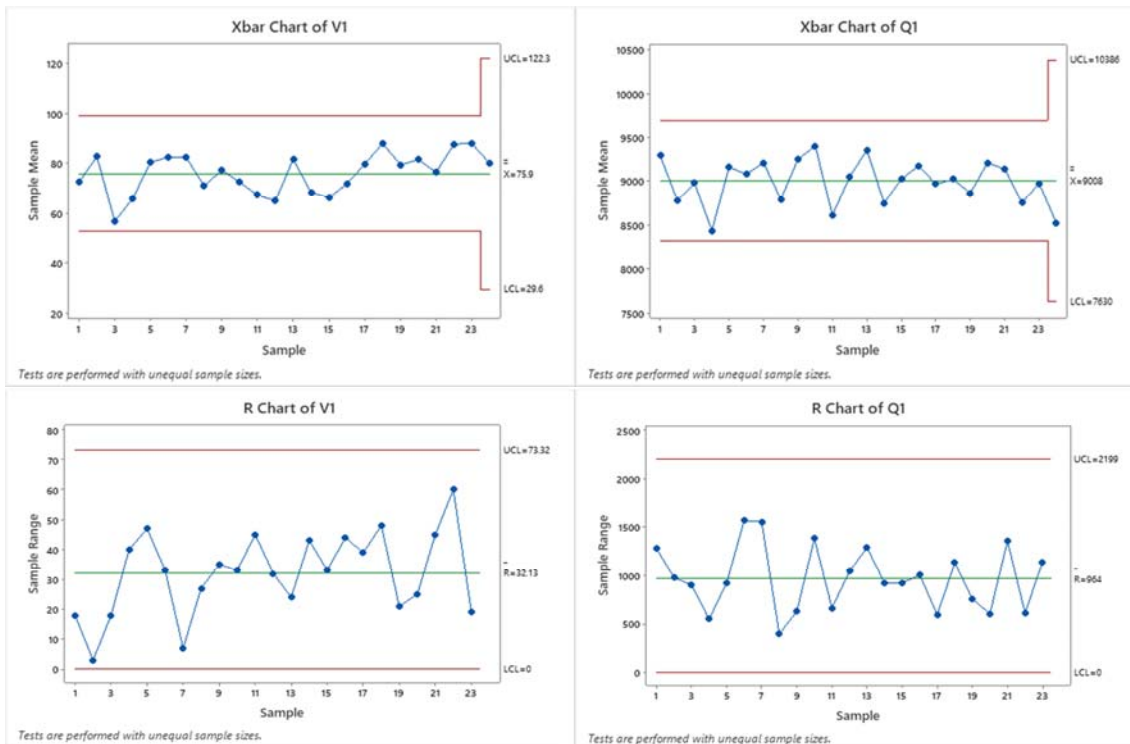 Xbar Chart of V1
120
100
80
60
40
20
Sample Mean
UCL=122.3
X=75.9
LCL=29.6
1 3 5 7 9 11 13 15 17 19 21 23
Sample
Tests are performed with unequal sample sizes.
Xbar Chart of Q1
10500
10000
9500
9000
8500
8000
7500
Sample Mean
UCL=10386
X=9008
LCL=7630
1 3 5 7 9 11 13 15 17 19 21 23
Sample
Tests are performed with unequal sample sizes.
R Chart of V1
80
70
60
50
40
30
20
10
0
Sample Range
UCL=73.32
R=32.13
LCL=0
1 3 5 7 9 11 13 15 17 19 21 23
Sample
Tests are performed with unequal sample sizes.
R Chart of Q1
2500
2000
1500
1000
500
0
Sample Range
UCL=2199
R=964
LCL=0
1 3 5 7 9 11 13 15 17 19 21 23
Sample
Tests are performed with unequal sample sizes.